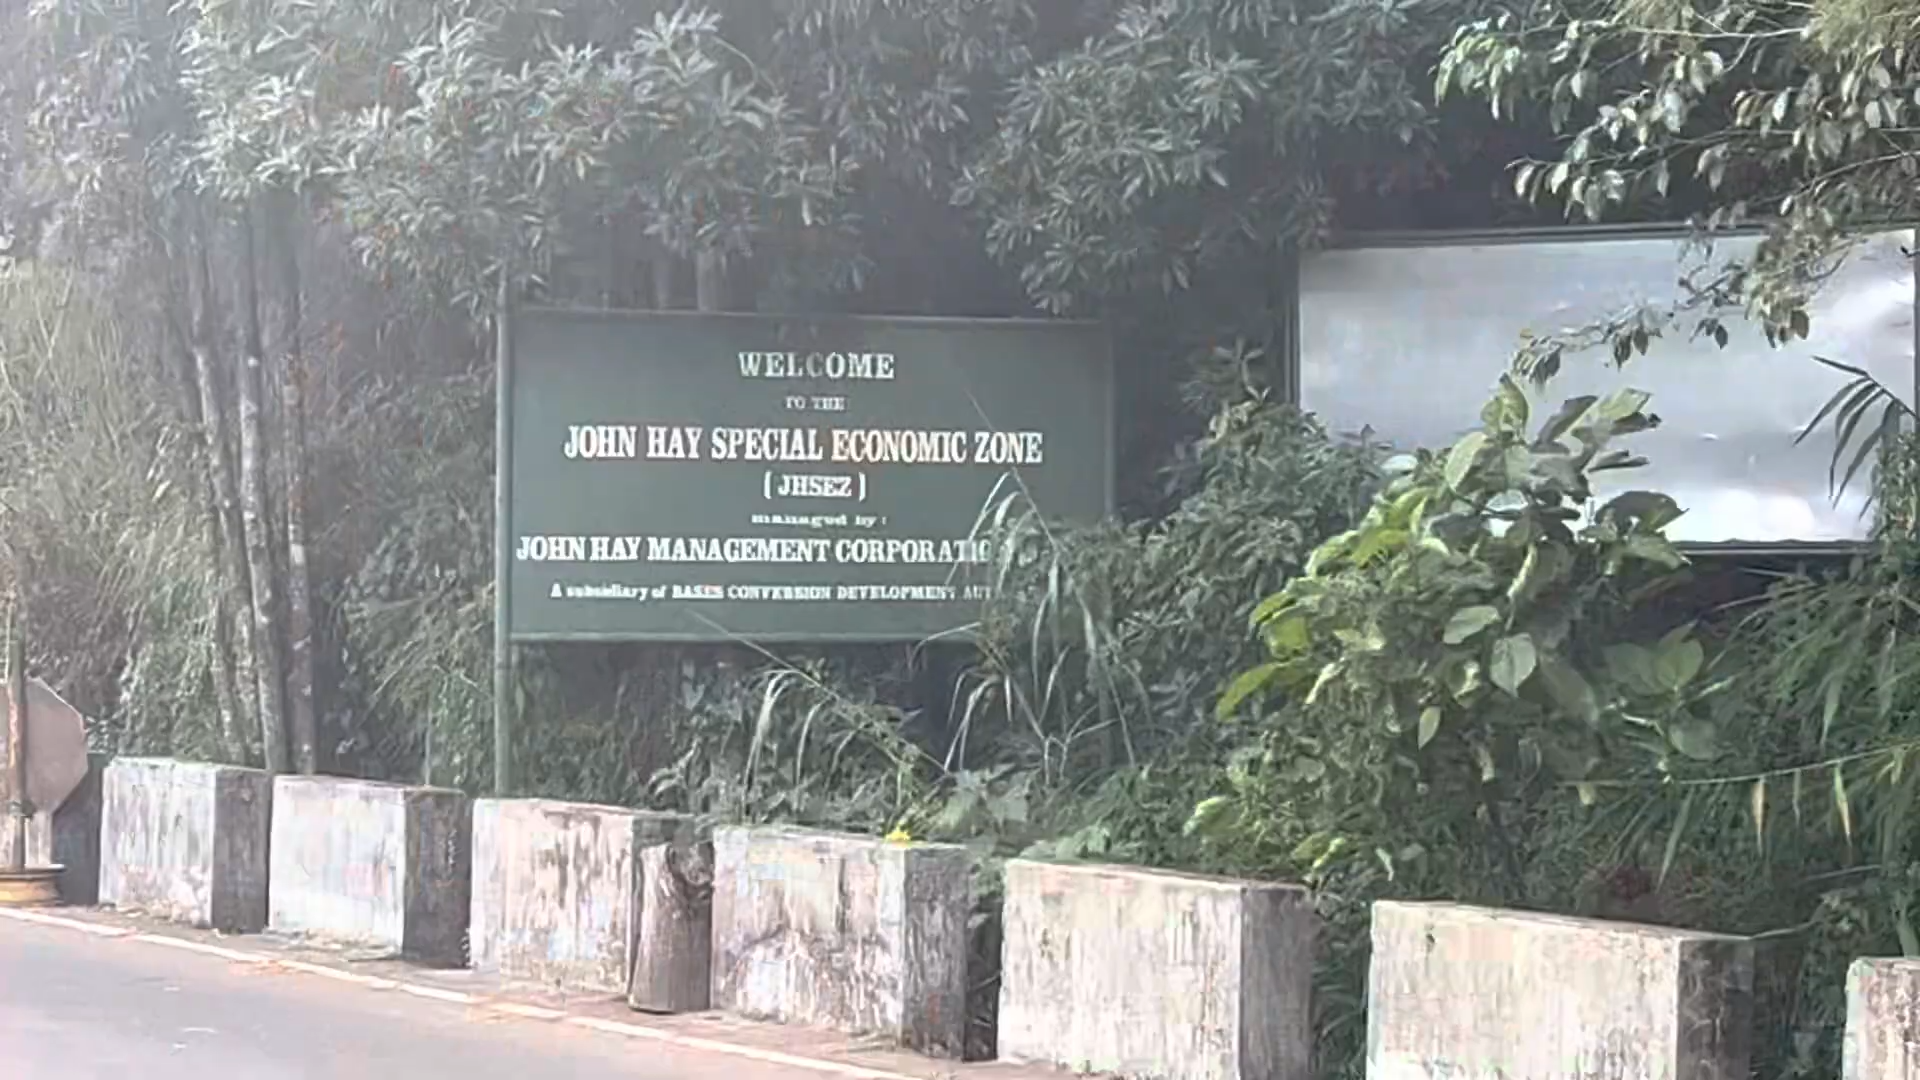 WELCOME
TO THE
JOHN HAY SPECIAL ECONOMIC ZONE
( JHSEZ )
managed by :
JOHN HAY MANAGEMENT
A subsidiary of BASES CONVERSION DEVELOPMENT